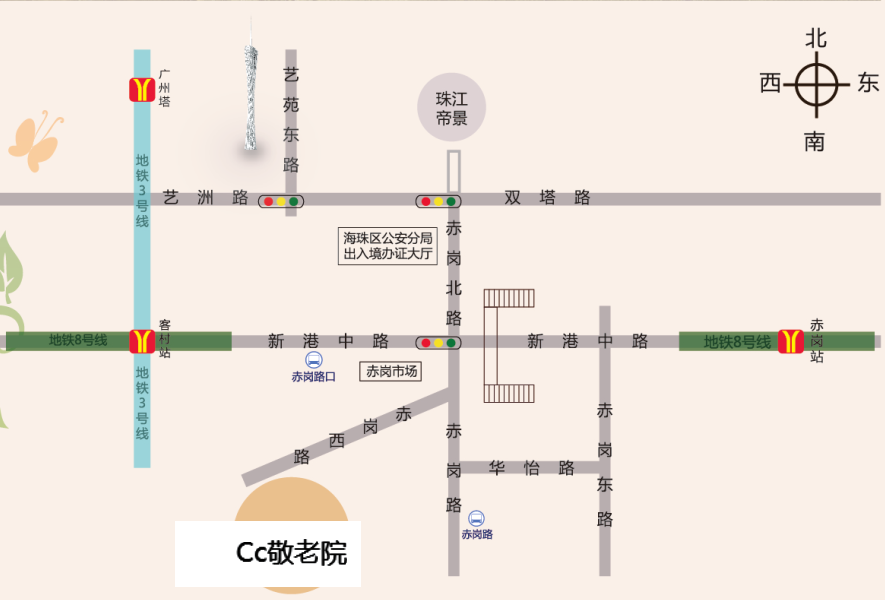 北
西
东
南
广州塔
艺苑东路
珠江
帝景
地铁3号线
艺洲路
双塔路
海珠区公安分局
出入境办证大厅
赤岗北路
客村站
地铁8号线
新港中路
新港中路
地铁8号线
赤岗站
赤岗路口
赤岗市场
地铁3号线
赤岗西路
赤岗路
华怡路
赤岗东路
赤岗路
Cc敬老院